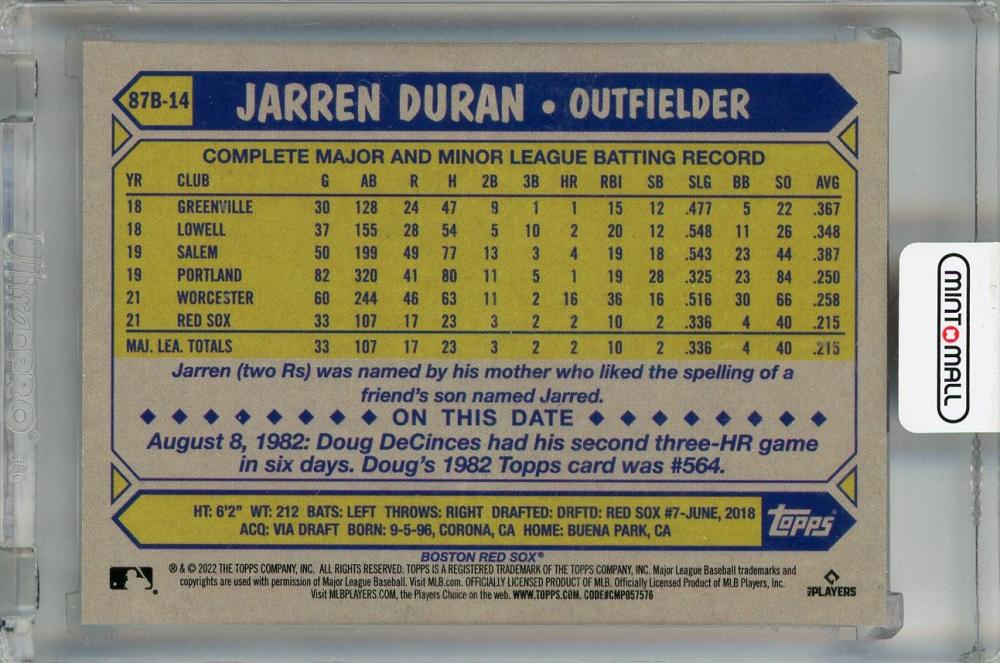 87B-14 JARREN DURAN • OUTFIELDER
COMPLETE MAJOR AND MINOR LEAGUE BATTING RECORD
YR CLUB G AB R H 2B 3B HR RBI SB SLG BB SO AVG
18 GREENVILLE 30 128 24 47 9 1 1 15 12 .477 5 22 .367
18 LOWELL 37 155 28 54 5 10 2 20 12 .548 11 26 .348
19 SALEM 50 199 49 77 13 3 4 19 18 .543 23 44 .387
19 PORTLAND 82 320 41 80 11 5 1 19 28 .325 23 84 .250
21 WORCESTER 60 244 46 63 11 2 16 36 16 .516 30 66 .258
21 RED SOX 33 107 17 23 3 2 2 10 2 .336 4 40 .215
MAJ. LEA. TOTALS 33 107 17 23 3 2 2 10 2 .336 4 40 .215
Jarren (two Rs) was named by his mother who liked the spelling of a
friend's son named Jarred.
ON THIS DATE
August 8, 1982: Doug DeCinces had his second three-HR game
in six days. Doug's 1982 Topps card was #564.
HT: 6'2" WT: 212 BATS: LEFT THROWS: RIGHT DRAFTED: DRFTD: RED SOX #7-JUNE, 2018
ACQ: VIA DRAFT BORN: 9-5-96, CORONA, CA HOME: BUENA PARK, CA
topps®
BOSTON RED SOX®
® & © 2022 THE TOPPS COMPANY, INC. ALL RIGHTS RESERVED. TOPPS IS A REGISTERED TRADEMARK OF THE TOPPS COMPANY, INC. Major League Baseball trademarks and
copyrights are used with permission of Major League Baseball. Visit MLB.com. OFFICIALLY LICENSED PRODUCT OF MLB. Officially Licensed Product of MLB Players, Inc.
Visit MLBPLAYERS.COM, the Players Choice on the web. WWW.TOPPS.COM. CODE#CMP057576
PLAYERS
MINT MALL
Ultra PRO®